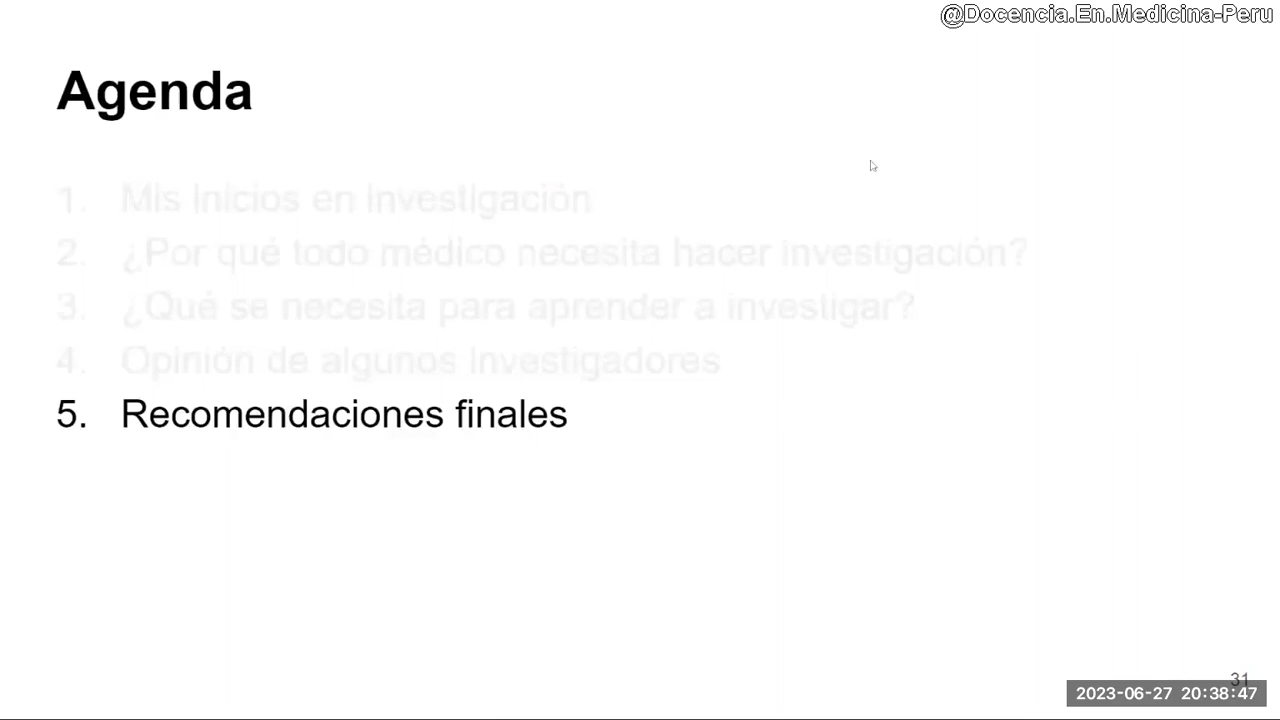 @Docencia.En.Medicina-Peru
Agenda
1. Mis inicios en investigación
2. ¿Por qué todo médico necesita hacer investigación?
3. ¿Qué se necesita para aprender a investigar?
4. Opinión de algunos investigadores
5. Recomendaciones finales
31
2023-06-27 20:38:47